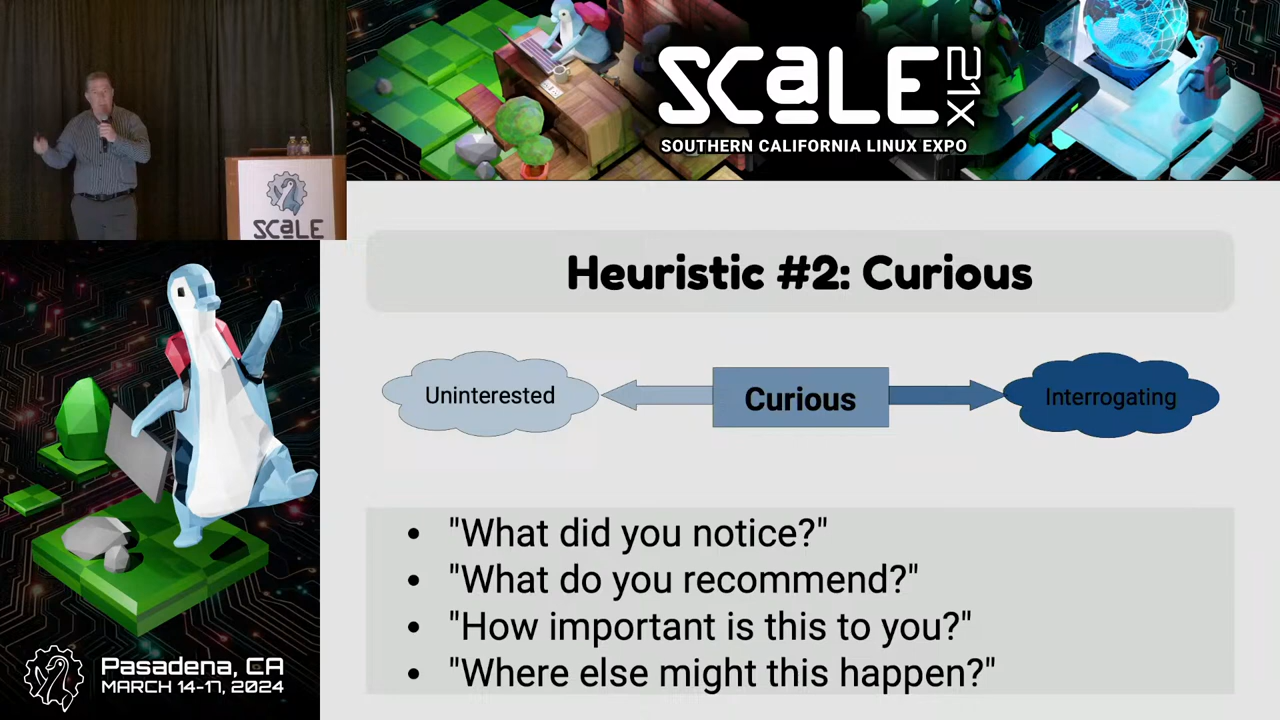 SCaLE 21X
SOUTHERN CALIFORNIA LINUX EXPO
SCaLE
Heuristic #2: Curious
Uninterested
Curious
Interrogating
• "What did you notice?"
• "What do you recommend?"
• "How important is this to you?"
• "Where else might this happen?"
Pasadena, CA
MARCH 14-17, 2024